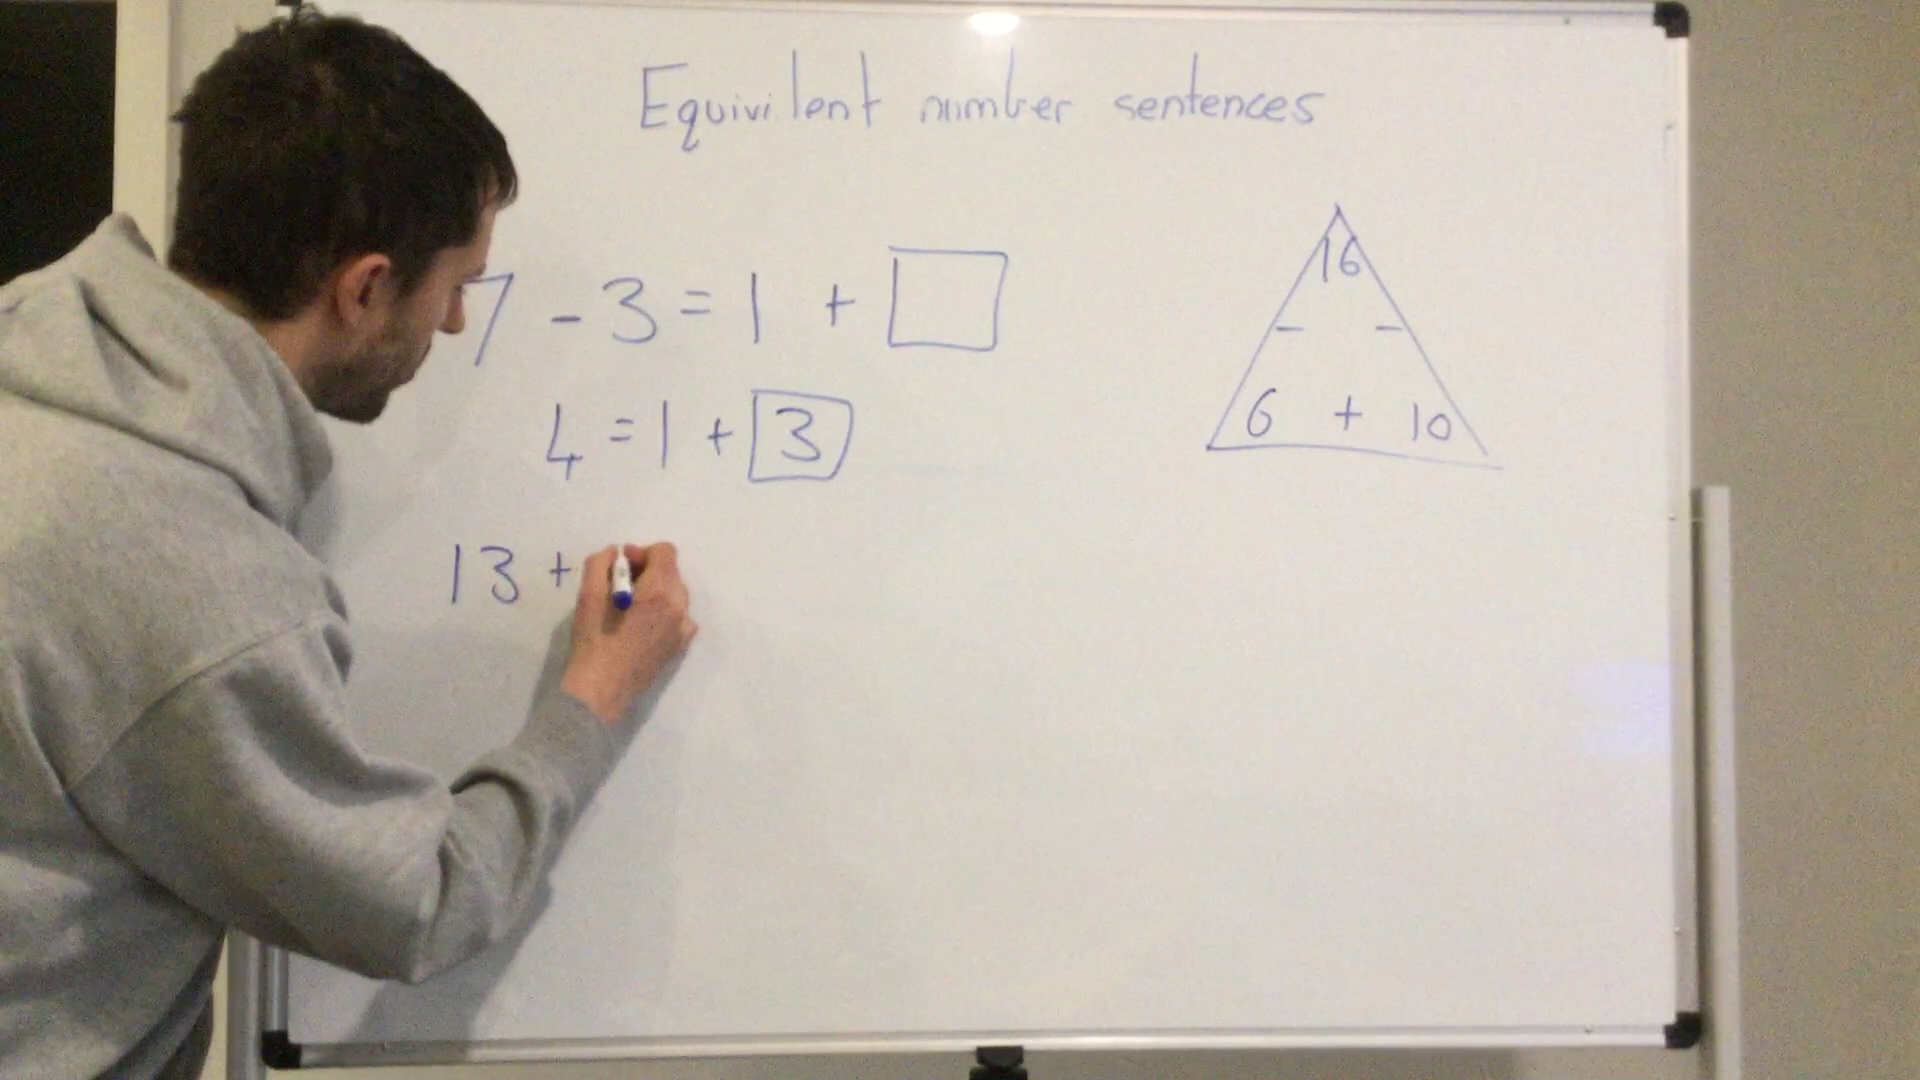 Equivilent number sentences
7 - 3 = 1 + □
4 = 1 + 3
13 +
16
- -
6 + 10